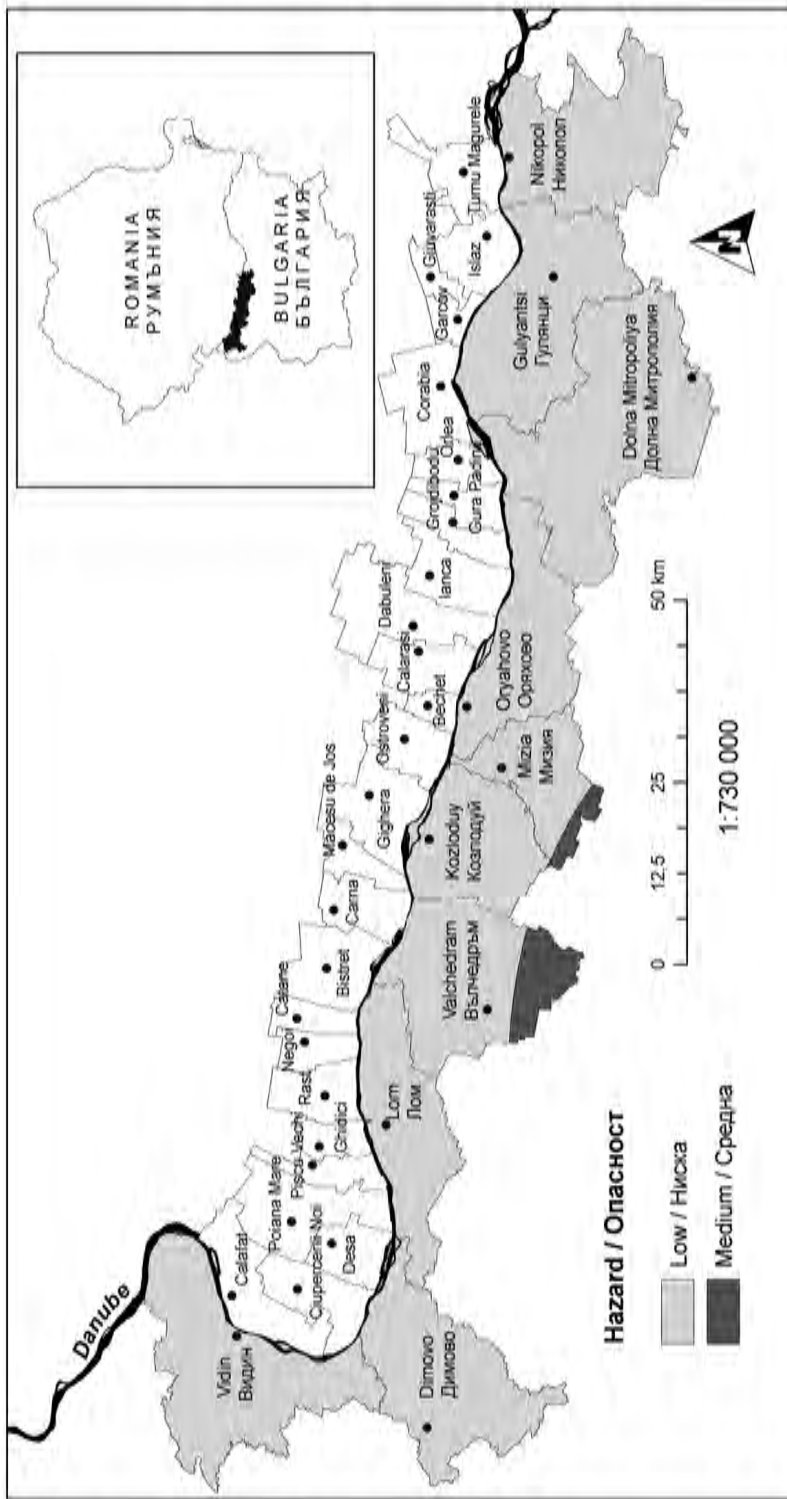 Danube
ROMANIA
РУМЪНИЯ
BULGARIA
БЪЛГАРИЯ
Vidin
Видин
Calafat
Ciupercenii-Noi
Poiana Mare
Desa
Piscu-Vechi
Ghidici
Rast
Negoi
Catane
Bistret
Carna
Măcesu de Jos
Gighera
Ostroveni
Bechet
Calarasi
Dabuleni
Ianca
Grojdibodu
Gura Padinii
Orlea
Corabia
Garcov
Giuvarasti
Islaz
Turnu Magurele
Dimovo
Димово
Lom
Лом
Valchedram
Вълчедръм
Kozloduy
Козлодуй
Mizia
Мизия
Oryahovo
Оряхово
Dolna Mitropoliya
Долна Митрополия
Gulyantsi
Гулянци
Nikopol
Никопол
Hazard / Опасност
Low / Ниска
Medium / Средна
0 12.5 25 50 km
1:730 000
N